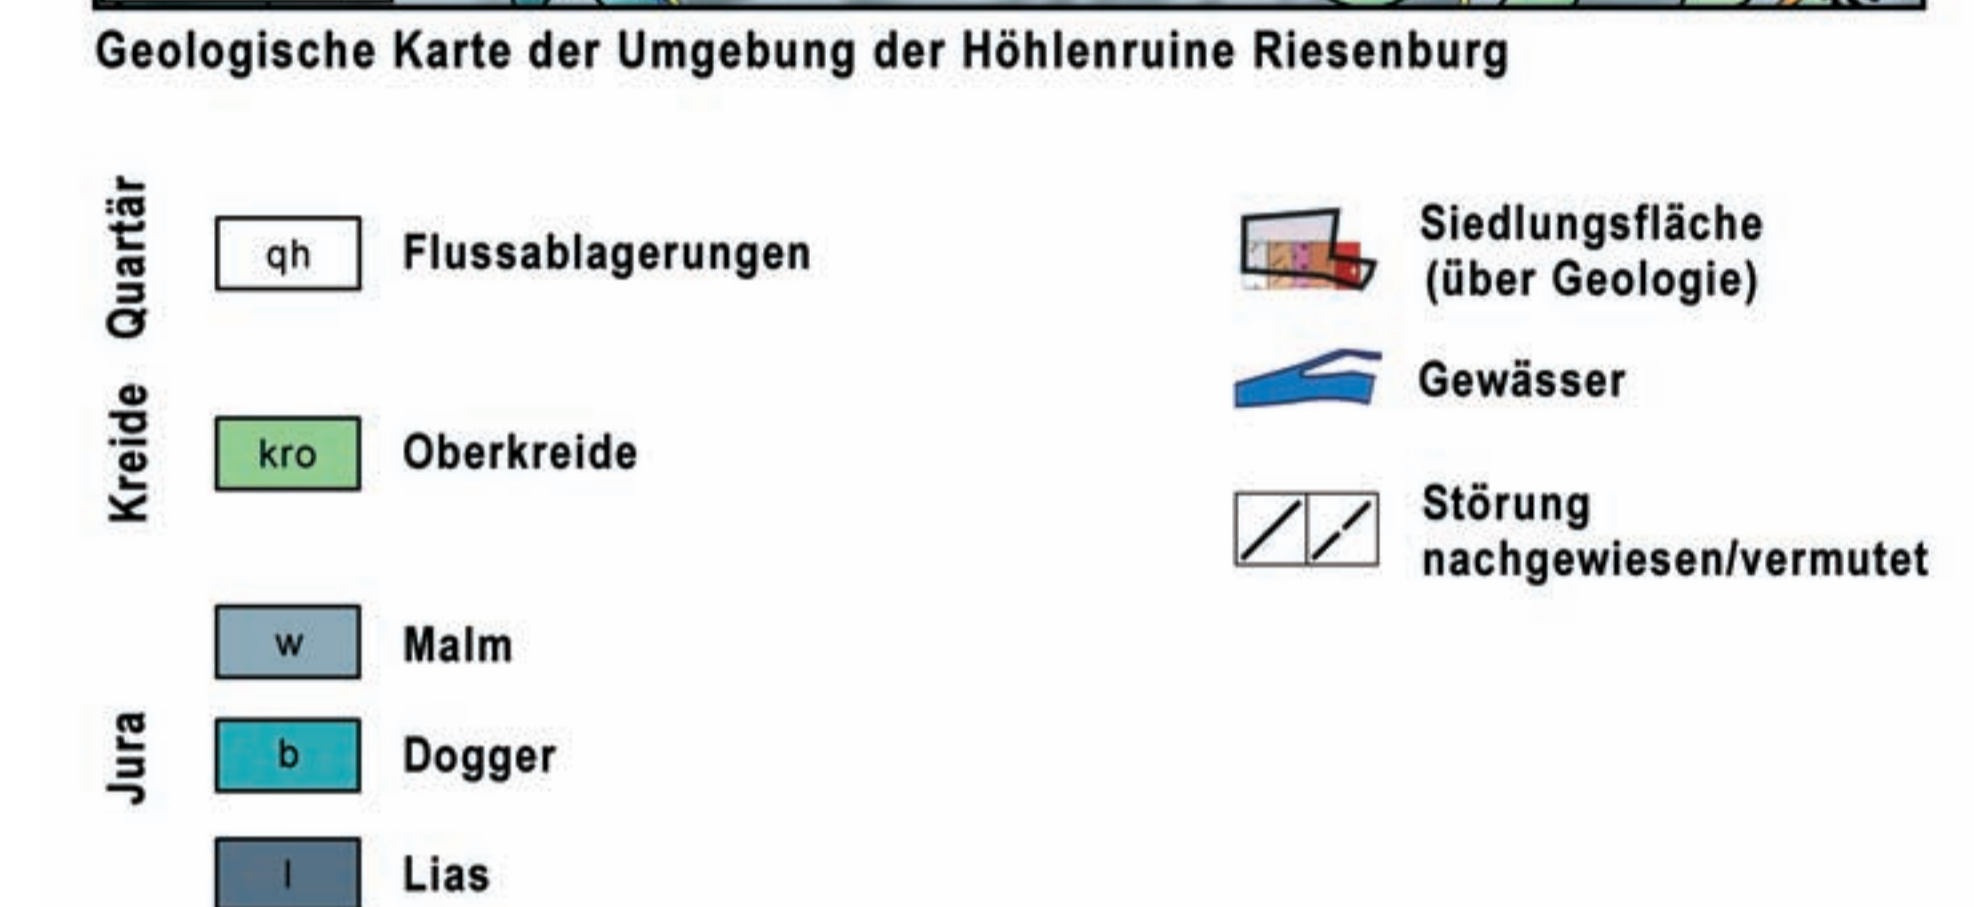 Geologische Karte der Umgebung der Höhlenruine Riesenburg
Quartär
qh
Flussablagerungen
Kreide
kro
Oberkreide
Jura
w
Malm
b
Dogger
l
Lias
Siedlungsfläche
(über Geologie)
Gewässer
Störung
nachgewiesen/vermutet